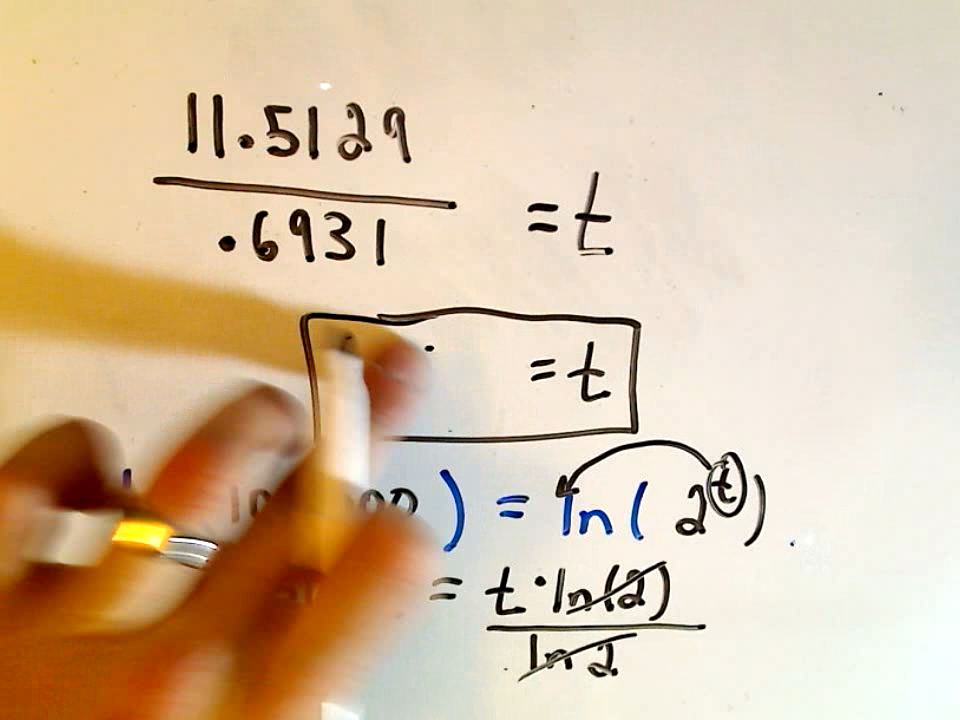 11.5129
.6931
= t
= t
) = ln( 2^t ).
= t·ln(2)
ln 2